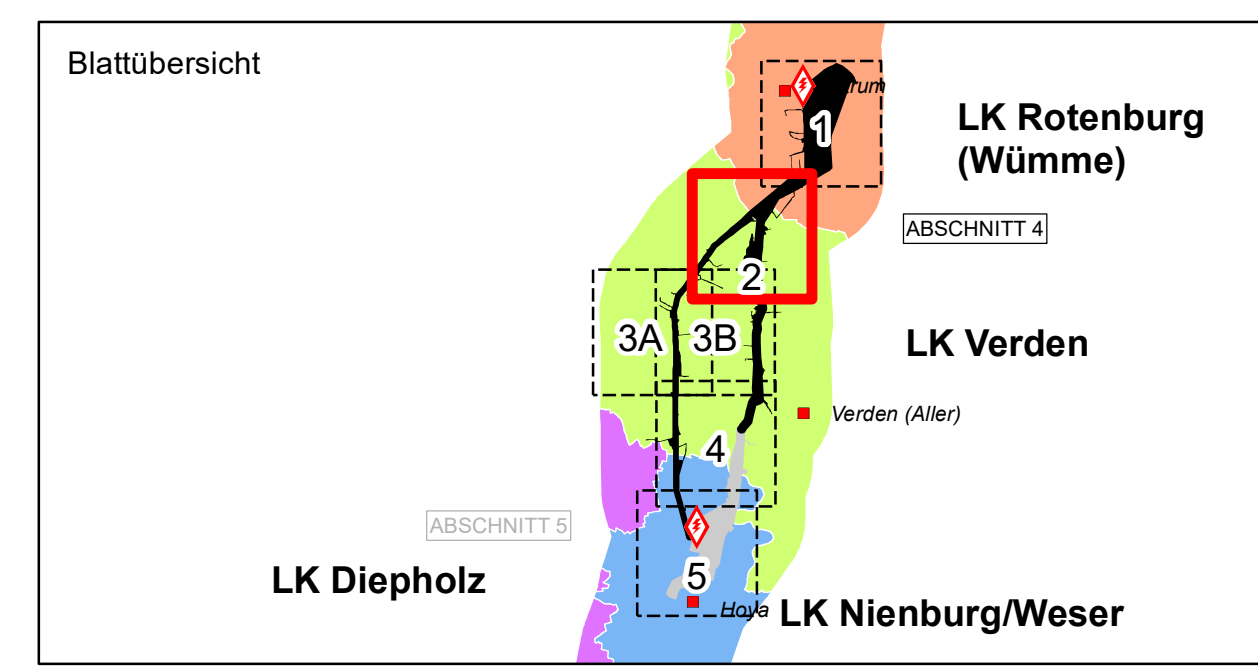 Blattübersicht
1
LK Rotenburg
(Wümme)
ABSCHNITT 4
2
3A
3B
LK Verden
Verden (Aller)
4
ABSCHNITT 5
LK Diepholz
5
Hoya
LK Nienburg/Weser